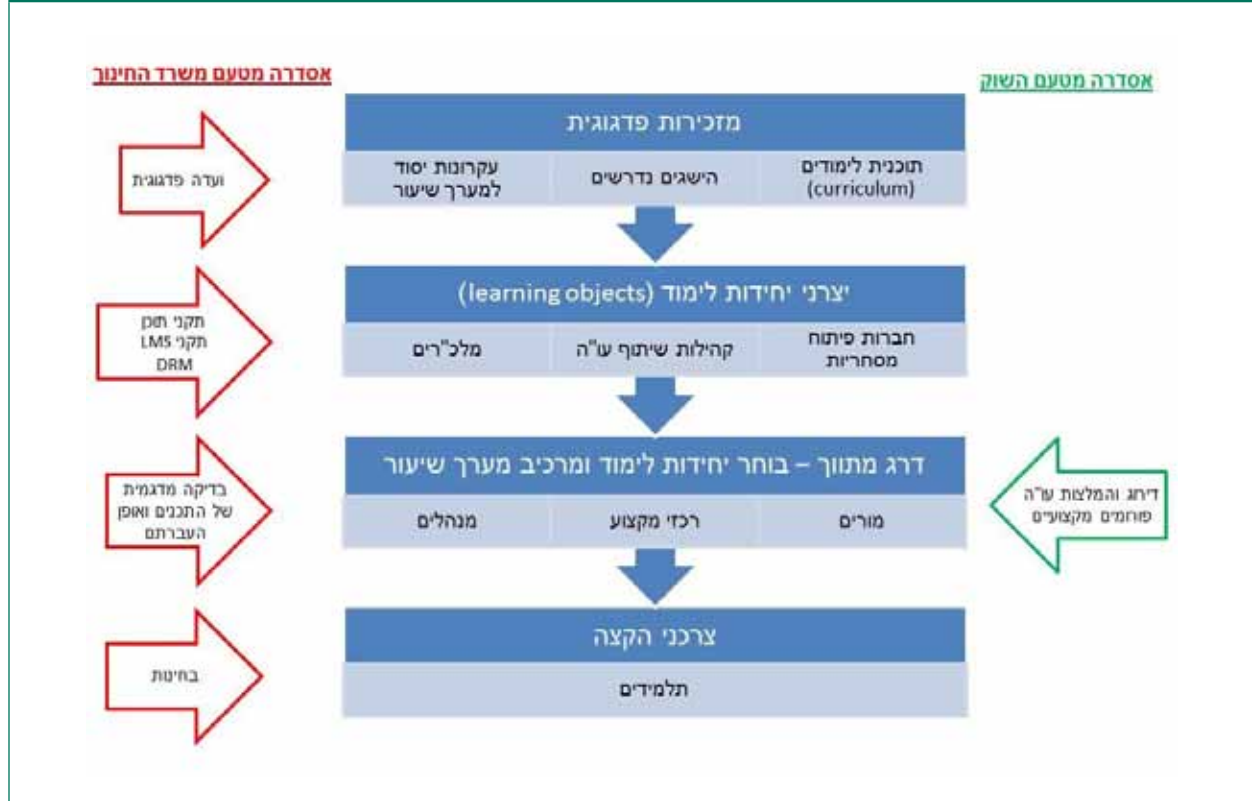 אסדרה מטעם השוק
אסדרה מטעם משרד החינוך
מזכירות פדגוגית
תוכנית לימודים
(curriculum)
הישגים נדרשים
עקרונות יסוד
למערך שיעור
ועדה פדגוגית
יצרני יחידות לימוד (learning objects)
חברות פיתוח
מסחריות
קהילות שיתוף עו"ה
מלכ"רים
תקני תוכן
תקני LMS
DRM
דרג מתווך – בוחר יחידות לימוד ומרכיב מערך שיעור
מורים
רכזי מקצוע
מנהלים
דירוג והמלצות עו"ה
פורומים מקצועיים
בדיקה מדגמית
של התכנים ואופן
העברתם
צרכני הקצה
תלמידים
בחינות